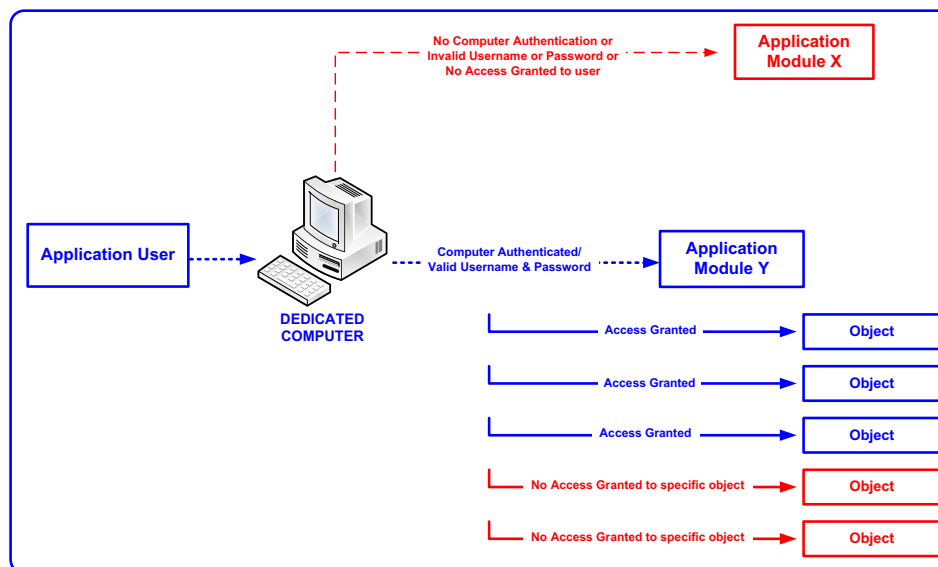 No Computer Authentication or
Invalid Username or Password or
No Access Granted to user
Application
Module X
Application User
Computer Authenticated/
Valid Username & Password
Application
Module Y
DEDICATED
COMPUTER
Access Granted
Object
Access Granted
Object
Access Granted
Object
No Access Granted to specific object
Object
No Access Granted to specific object
Object